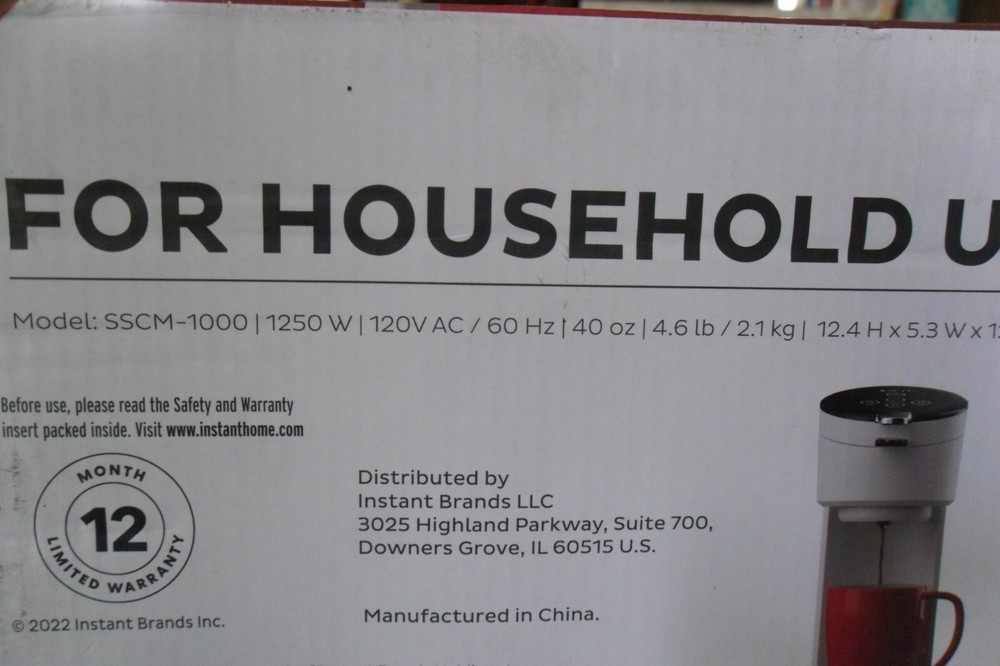 FOR HOUSEHOLD U
Model: SSCM-1000 | 1250 W | 120V AC / 60 Hz | 40 oz | 4.6 lb / 2.1 kg | 12.4 H x 5.3 W x 1
Before use, please read the Safety and Warranty
insert packed inside. Visit www.instanthome.com
MONTH
12
LIMITED WARRANTY
© 2022 Instant Brands Inc.
Distributed by
Instant Brands LLC
3025 Highland Parkway, Suite 700,
Downers Grove, IL 60515 U.S.
Manufactured in China.